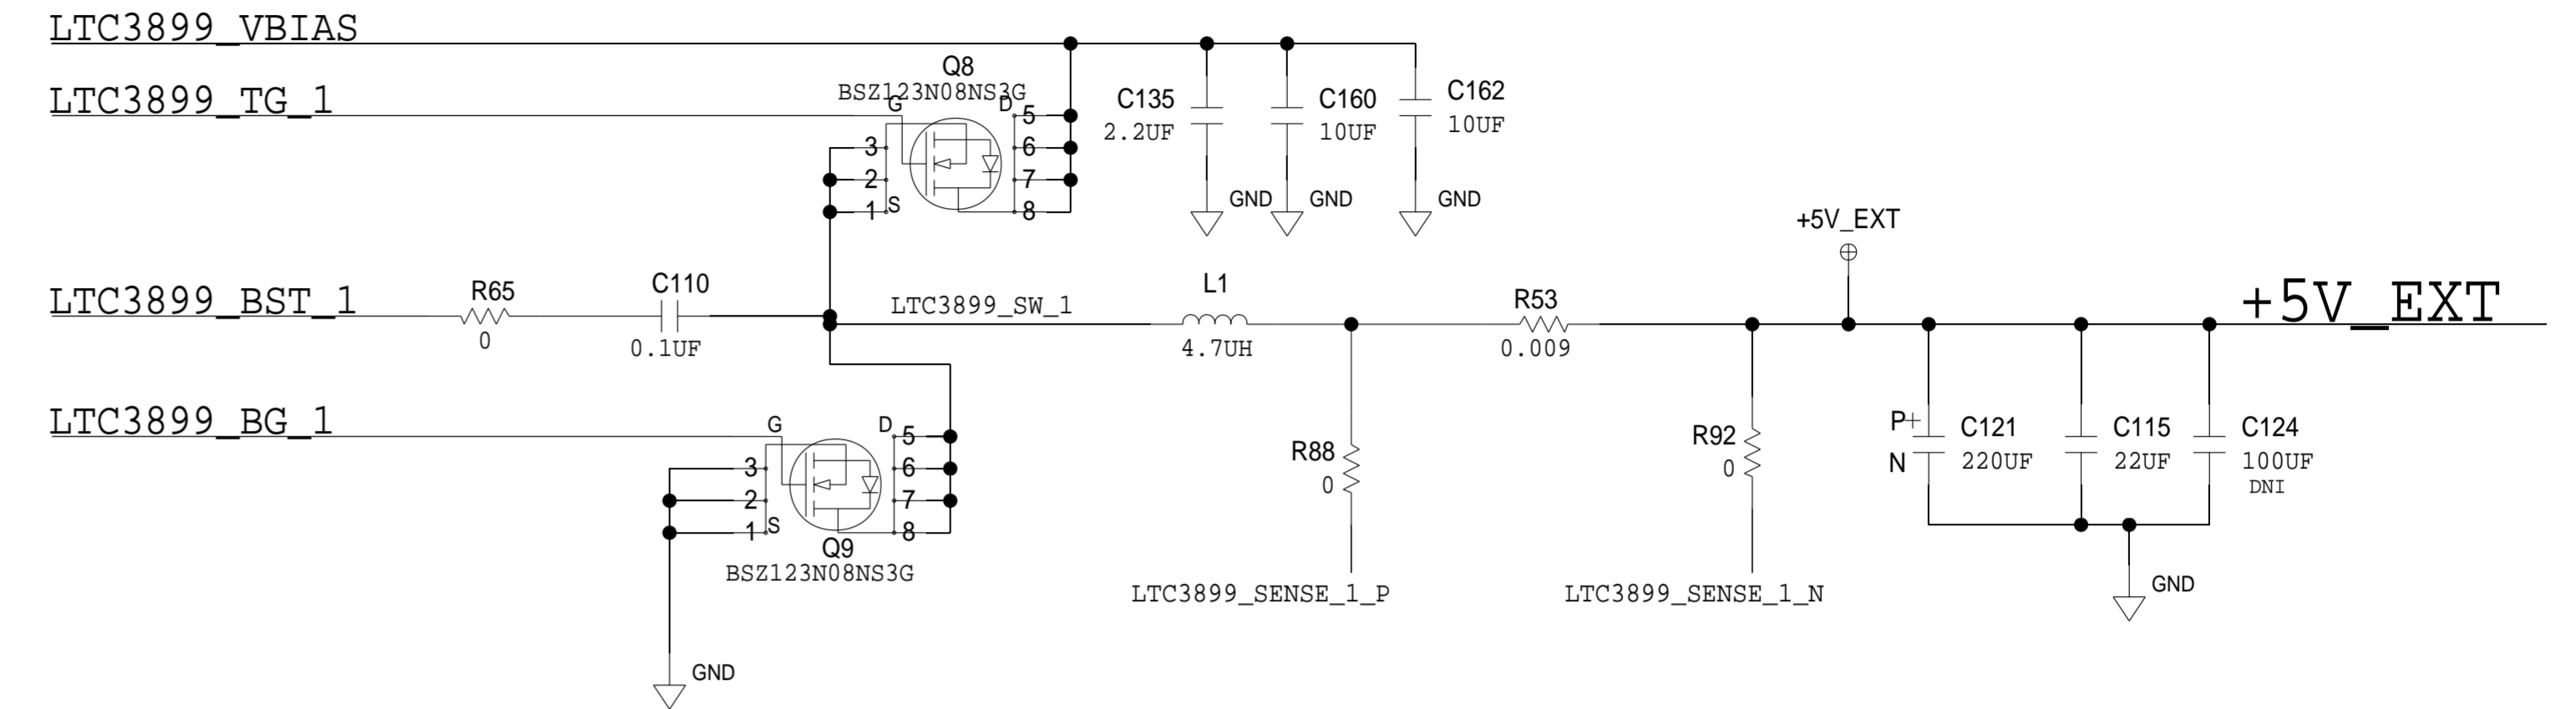 LTC3899_VBIAS
Q8
BSZ123N08NS3G
LTC3899_TG_1
G
D
5
3
6
2
7
1
S
8
C135
2.2UF
GND
C160
10UF
GND
C162
10UF
GND
+5V_EXT
LTC3899_BST_1
R65
0
C110
0.1UF
LTC3899_SW_1
L1
4.7UH
R53
0.009
+5V_EXT
LTC3899_BG_1
G
D
5
3
6
2
7
1
S
8
Q9
BSZ123N08NS3G
GND
R88
0
LTC3899_SENSE_1_P
R92
0
LTC3899_SENSE_1_N
P+
N
C121
220UF
C115
22UF
C124
100UF
DNI
GND